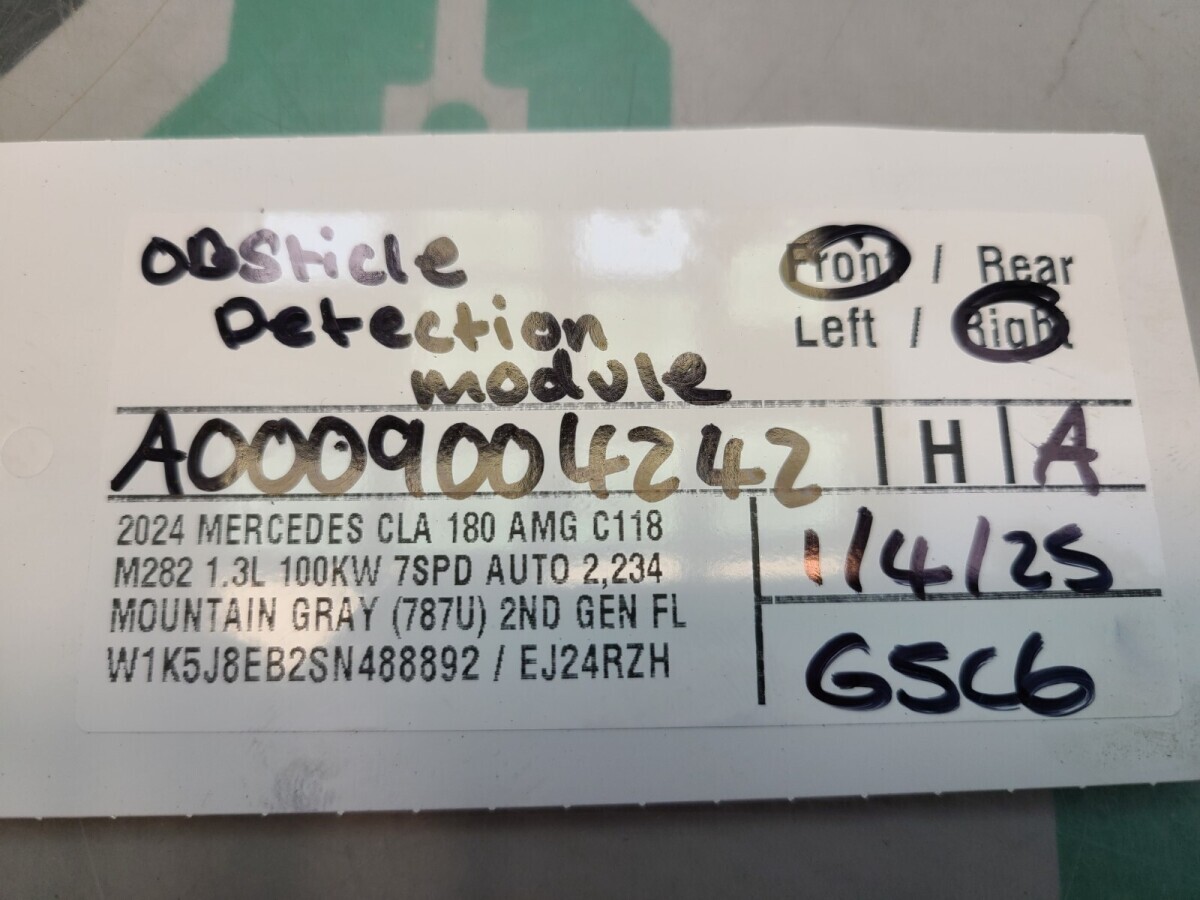 OBSticle
Detection
module
Front / Rear
Left / Right
A0009004242 H A
2024 MERCEDES CLA 180 AMG C118
M282 1.3L 100KW 7SPD AUTO 2,234
MOUNTAIN GRAY (787U) 2ND GEN FL
W1K5J8EB2SN488892 / EJ24RZH
1/4/25
GSC6